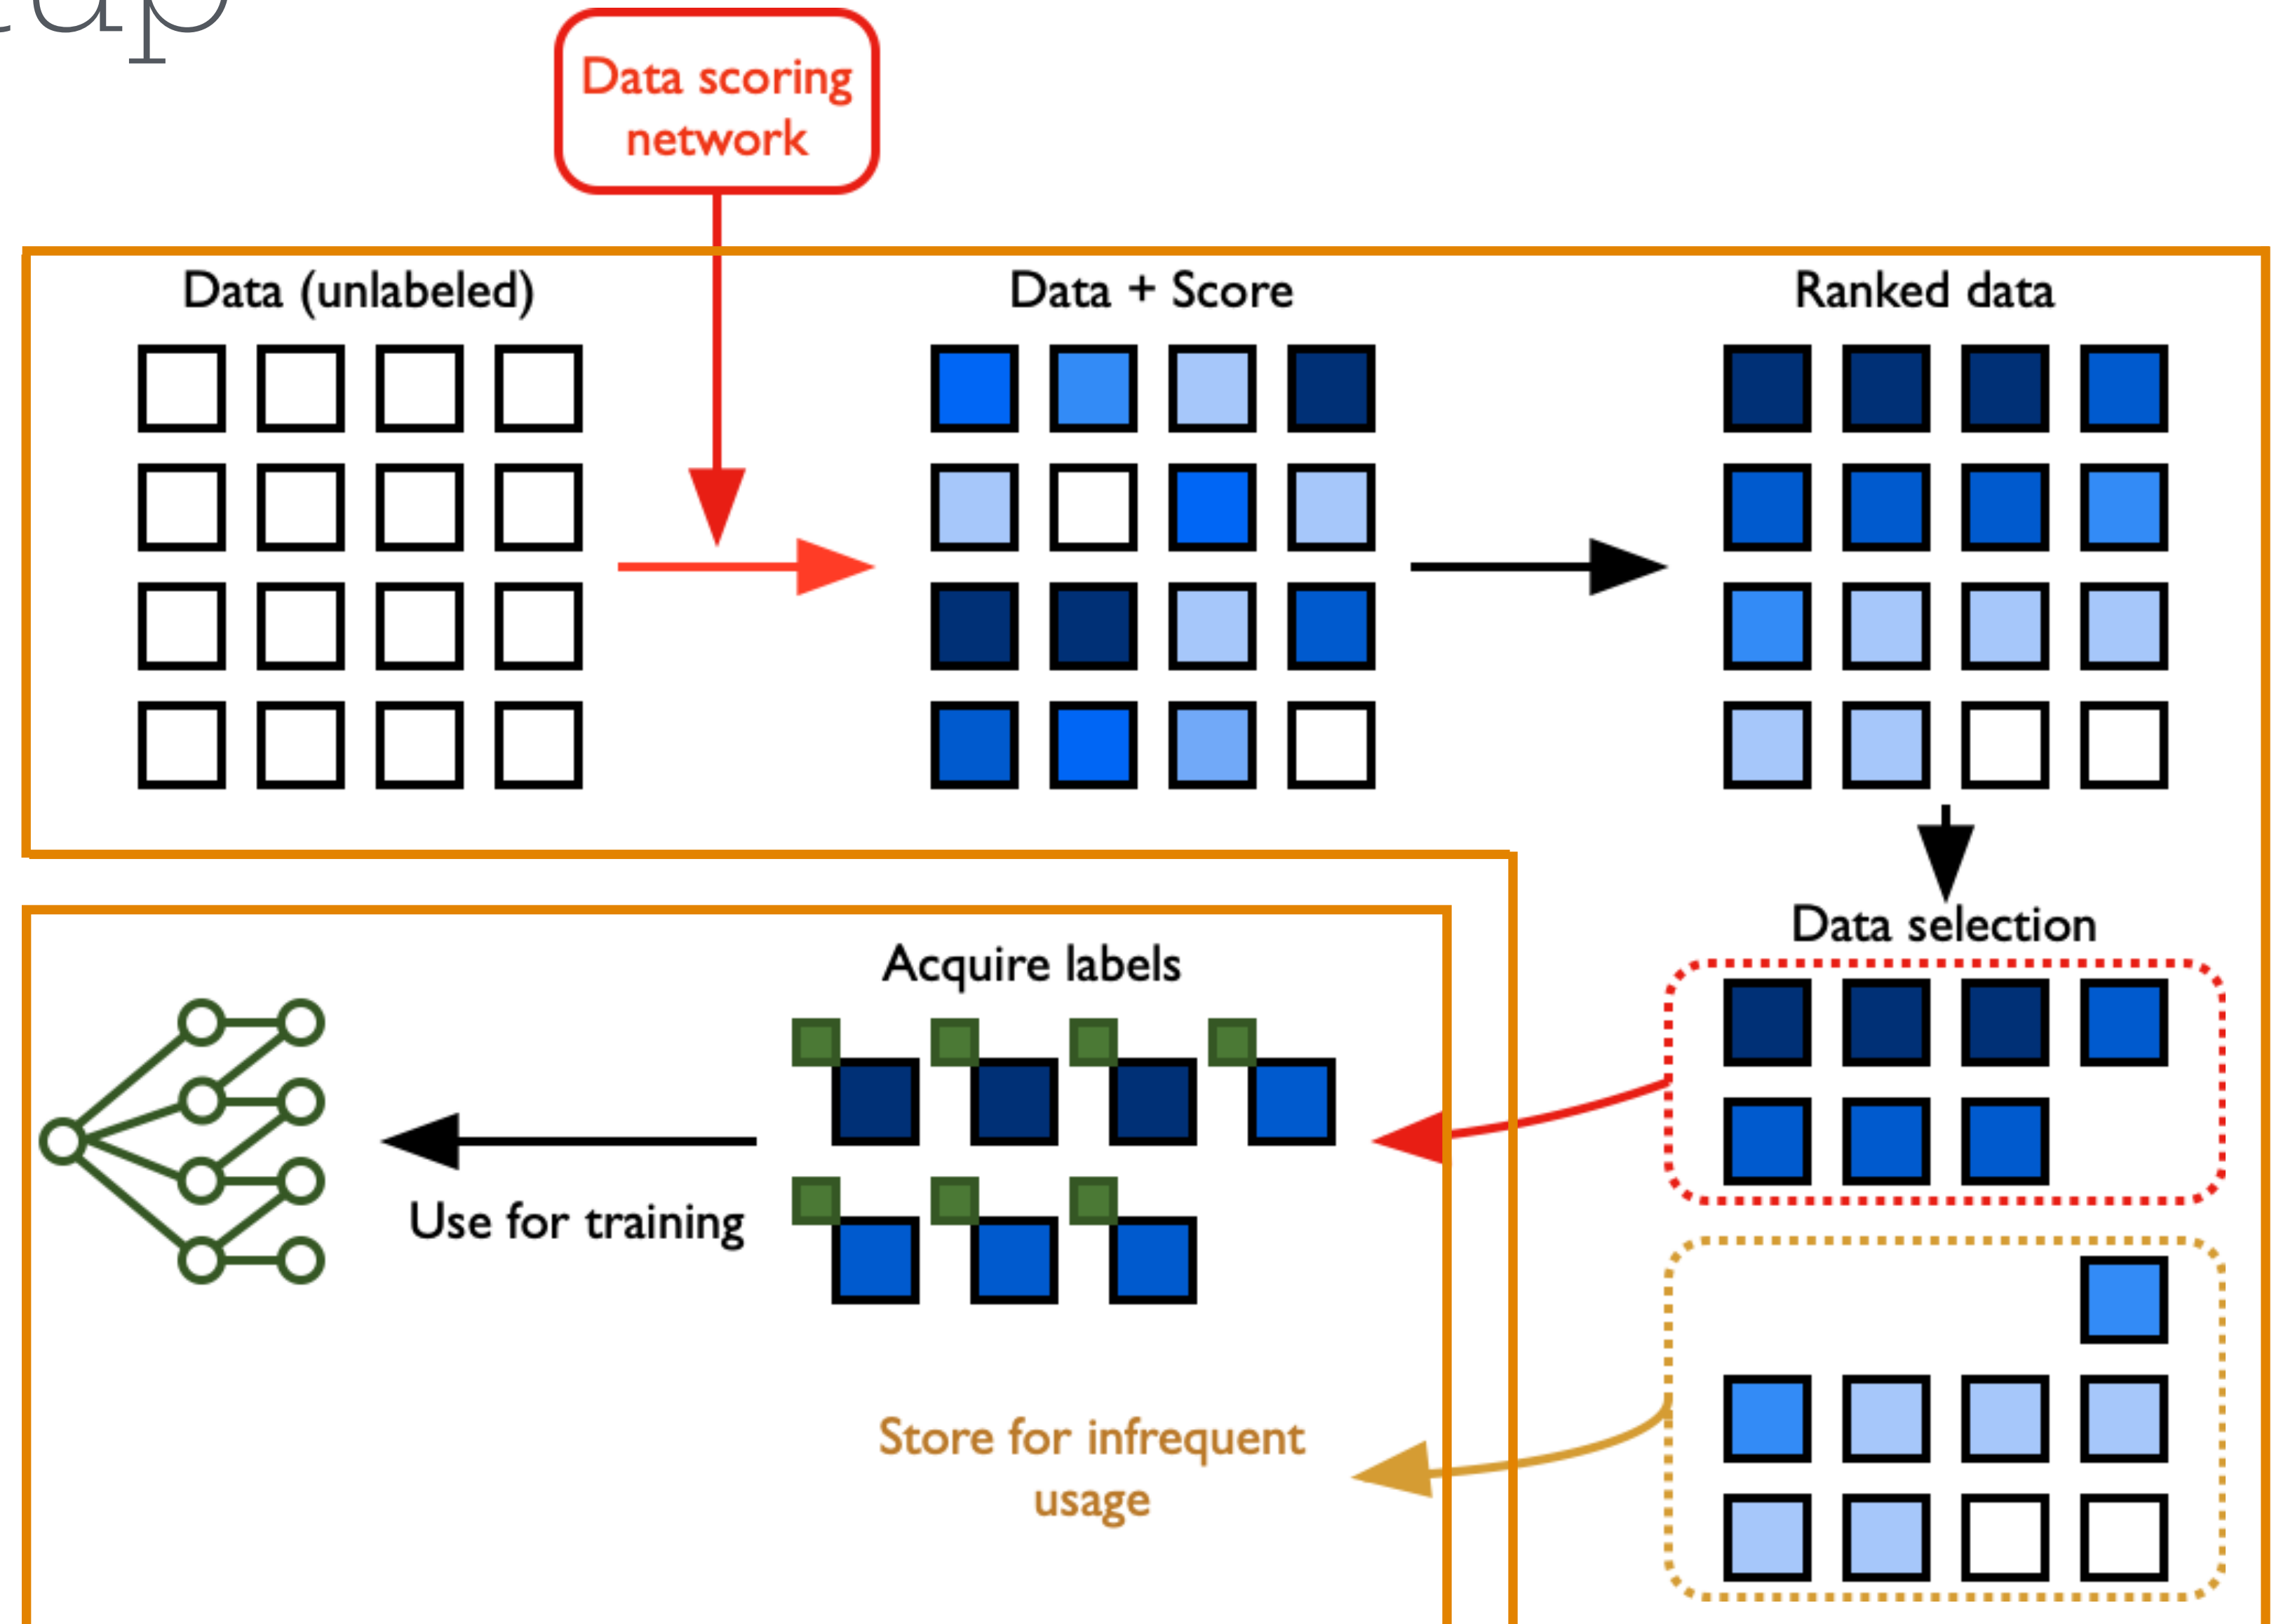 Data scoring
network
Data (unlabeled)
Data + Score
Ranked data
Data selection
Acquire labels
Use for training
Store for infrequent
usage